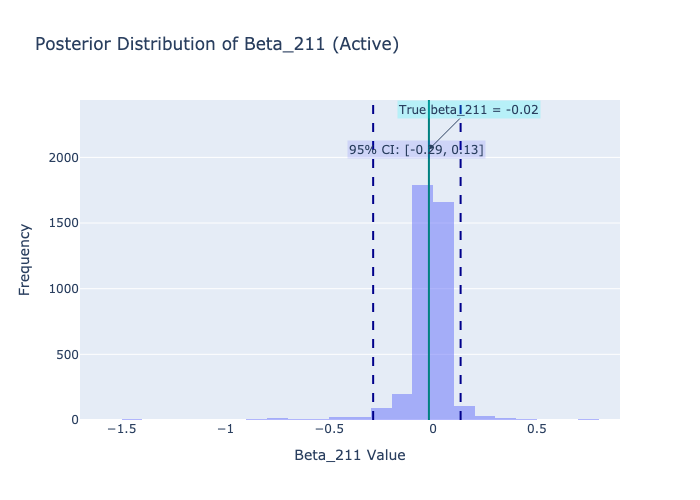 Posterior Distribution of Beta_211 (Active)
True beta_211 = -0.02
95% CI: [-0.29, 0.13]
2000
1500
1000
500
0
Frequency
−1.5
−1
−0.5
0
0.5
Beta_211 Value